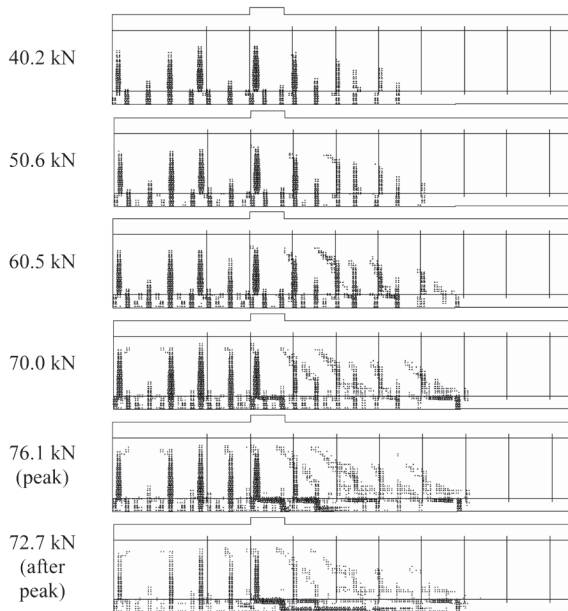 40.2 kN
50.6 kN
60.5 kN
70.0 kN
76.1 kN
(peak)
72.7 kN
(after
peak)